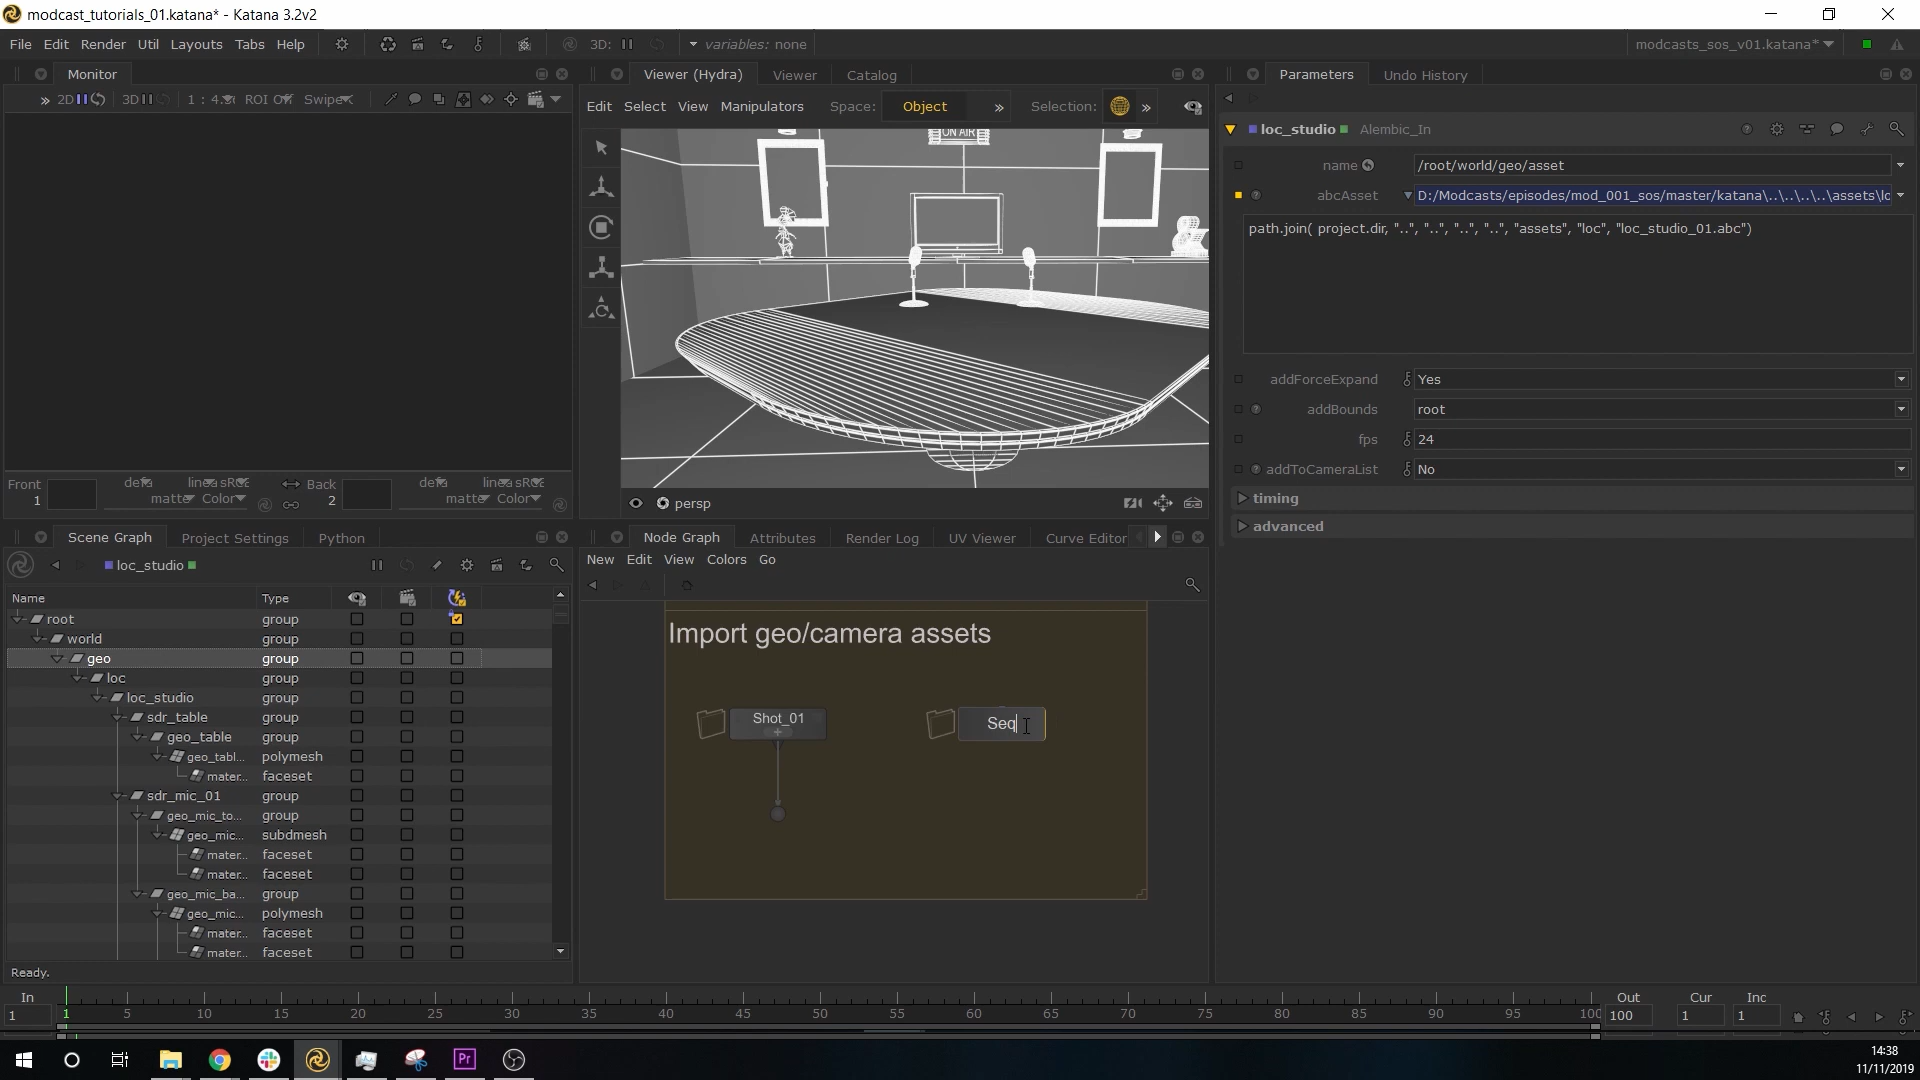 modcast_tutorials_01.katana* - Katana 3.2v2
File Edit Render Util Layouts Tabs Help 3D: variables: none modcasts_sos_v01.katana*
Monitor
2D 3D ROI Off Swipe
Front
1
matte Color
Back
2
matte Color
Viewer (Hydra) Viewer Catalog
Edit Select View Manipulators Space: Object » Selection: »
ON AIR
persp
Parameters Undo History
loc_studio Alembic_In
name /root/world/geo/asset
abcAsset D:/Modcasts/episodes/mod_001_sos/master/katana\..\..\..\..\assets\lc
path.join( project.dir, "..", "..", "..", "..", "assets", "loc", "loc_studio_01.abc")
addForceExpand Yes
addBounds root
fps 24
addToCameraList No
timing
advanced
Scene Graph Project Settings Python
loc_studio
Name Type
root group
world group
geo group
loc group
loc_studio group
sdr_table group
geo_table group
geo_tabl... polymesh
mater... faceset
sdr_mic_01 group
geo_mic_to... group
geo_mic... subdmesh
mater... faceset
mater... faceset
geo_mic_ba... group
geo_mic... polymesh
mater... faceset
mater... faceset
Ready.
Node Graph Attributes Render Log UV Viewer Curve Editor
New Edit View Colors Go
Import geo/camera assets
Shot_01
Seq
In
1
1 5 10 15 20 25 30 35 40 45 50 55 60 65 70 75 80 85 90 95 100
Out Cur Inc
100 1 1
Pr
14:38
11/11/2019